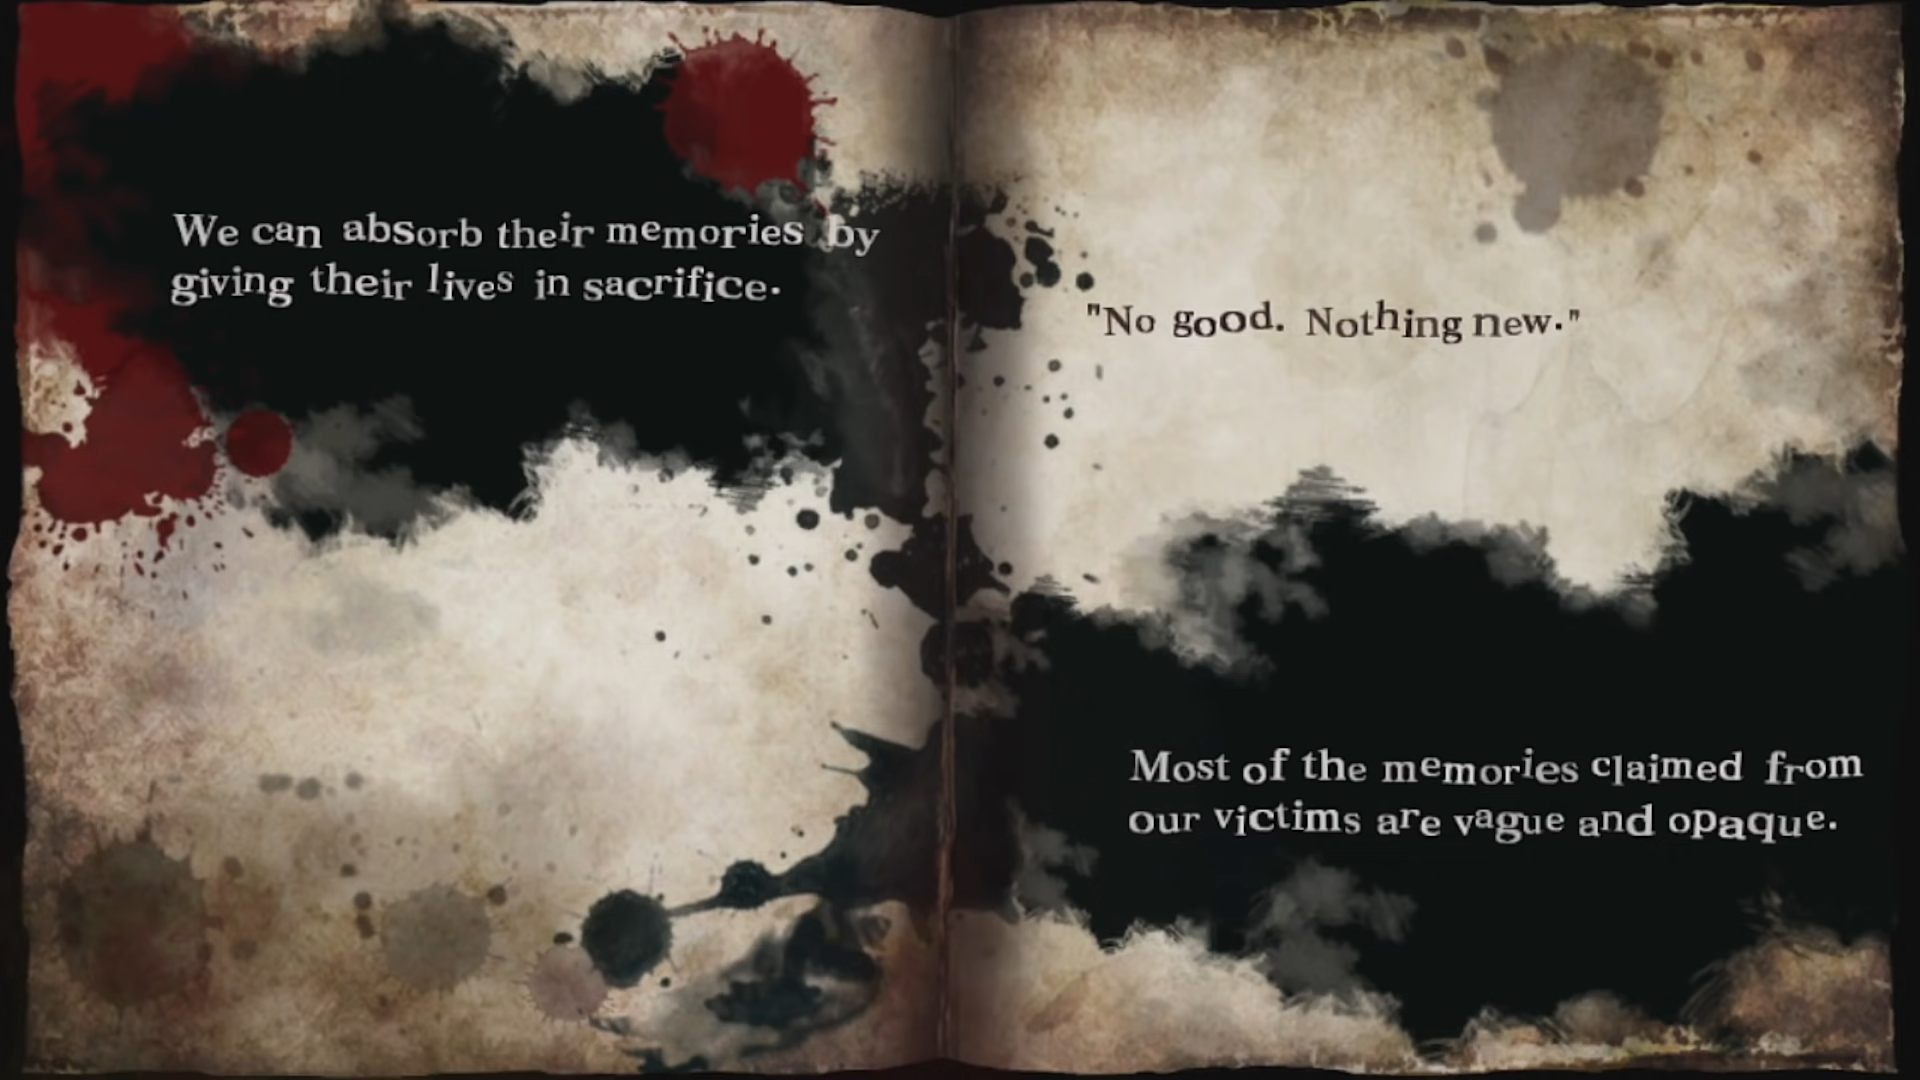 We can absorb their memories by
giving their lives in sacrifice.
"No good. Nothing new."
Most of the memories claimed from
our victims are vague and opaque.